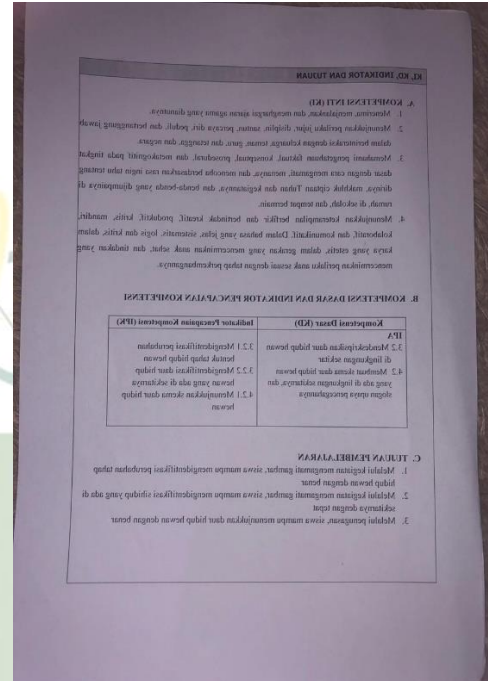 KI, KD, INDIKATOR DAN TUJUAN
A. KOMPETENSI INTI (KI)
1. Menerima, menjalankan, dan menghargai ajaran agama yang dianutnya.
2. Menunjukkan perilaku jujur, disiplin, santun, percaya diri, peduli, dan bertanggung jawab
dalam berinteraksi dengan keluarga, teman, guru, dan tetangga, dan negara.
3. Memahami pengetahuan faktual, konseptual, prosedural, dan metakognitif pada tingkat
dasar dengan cara mengamati, menanya, dan mencoba berdasarkan rasa ingin tahu tentang
dirinya, makhluk ciptaan Tuhan dan kegiatannya, dan benda-benda yang dijumpainya di
rumah, di sekolah, dan tempat bermain.
4. Menunjukkan keterampilan berfikir dan bertindak kreatif, produktif, kritis, mandiri,
kolaboratif, dan komunikatif. Dalam bahasa yang jelas, sistematis, logis dan kritis, dalam
karya yang estetis, dalam gerakan yang mencerminkan anak sehat, dan tindakan yang
mencerminkan perilaku anak sesuai dengan tahap perkembangannya.
B. KOMPETENSI DASAR DAN INDIKATOR PENCAPAIAN KOMPETENSI
Kompetensi Dasar (KD)
IPA
3.2 Mendeskripsikan daur hidup hewan
di lingkungan sekitar
4.2 Membuat skema daur hidup hewan
yang ada di lingkungan sekitarnya, dan
slogan upaya pencegahannya
Indikator Pencapaian Kompetensi (IPK)
3.2.1 Mengidentifikasi perubahan
bentuk tahap hidup hewan
3.2.2 Mengidentifikasi daur hidup
hewan yang ada di sekitarnya
4.2.1 Menunjukkan skema daur hidup
hewan
C. TUJUAN PEMBELAJARAN
1. Melalui kegiatan mengamati gambar, siswa mampu mengidentifikasi perubahan tahap
hidup hewan dengan benar
2. Melalui kegiatan mengamati gambar, siswa mampu mengidentifikasi sihidup yang ada di
sekitarnya dengan tepat
3. Melalui penugasan, siswa mampu menunjukkan daur hidup hewan dengan benar